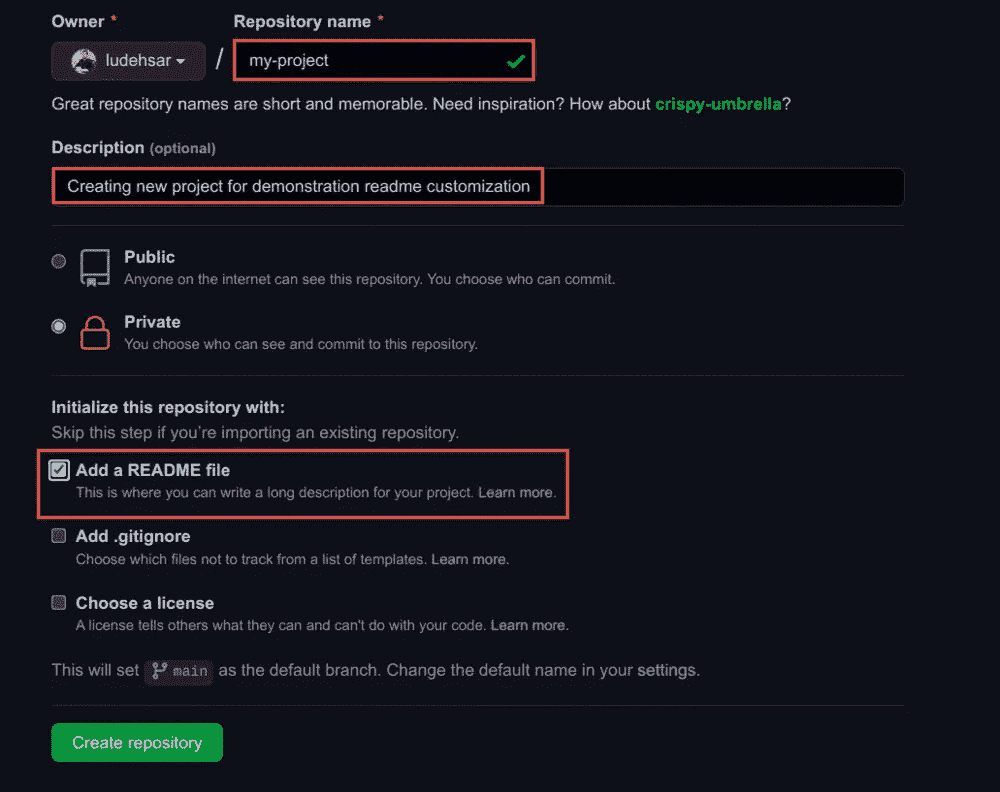 Owner * Repository name *
ludehsar / my-project
Great repository names are short and memorable. Need inspiration? How about crispy-umbrella?
Description (optional)
Creating new project for demonstration readme customization
Public
Anyone on the internet can see this repository. You choose who can commit.
Private
You choose who can see and commit to this repository.
Initialize this repository with:
Skip this step if you're importing an existing repository.
Add a README file
This is where you can write a long description for your project. Learn more.
Add .gitignore
Choose which files not to track from a list of templates. Learn more.
Choose a license
A license tells others what they can and can't do with your code. Learn more.
This will set main as the default branch. Change the default name in your settings.
Create repository